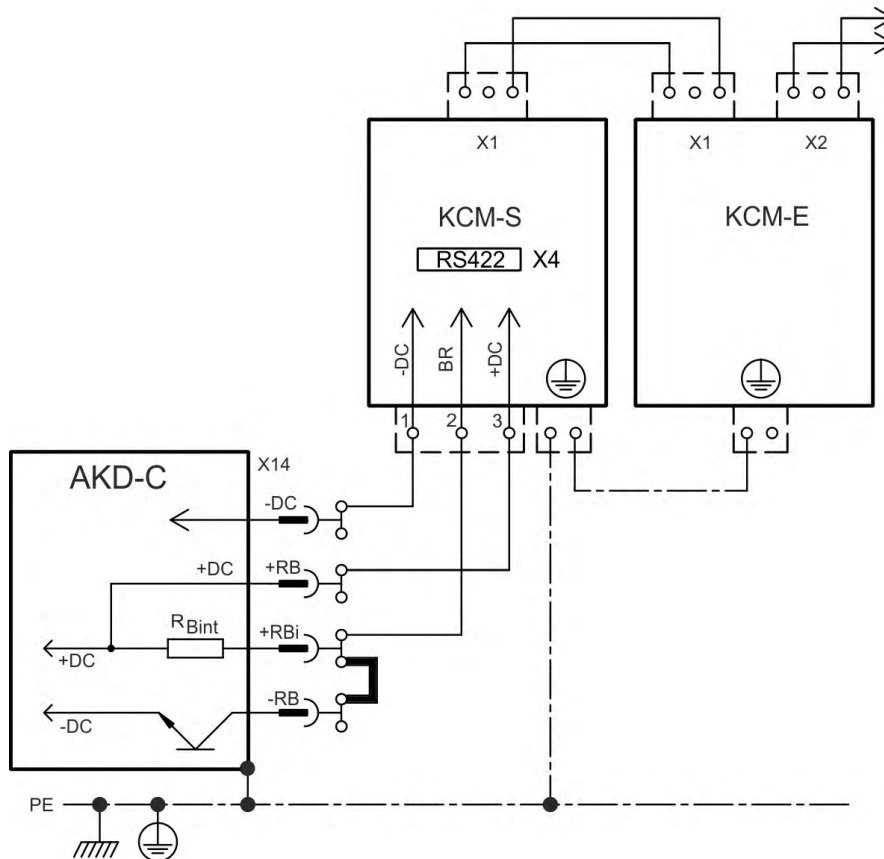 X1
X1
X2
KCM-S
KCM-E
RS422
X4
-DC
BR
+DC
1
2
3
AKD-C
X14
-DC
+DC
+RB
RBint
+RBi
+DC
-RB
-DC
PE